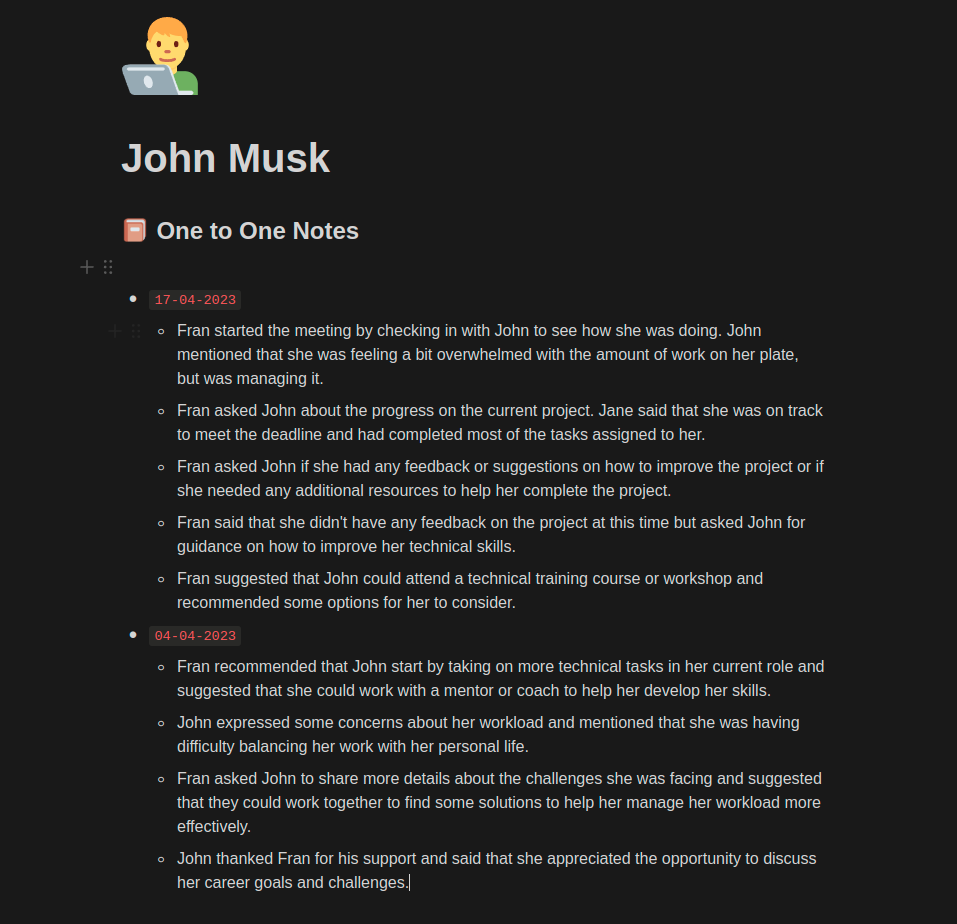 John Musk
One to One Notes
17-04-2023
Fran started the meeting by checking in with John to see how she was doing. John
mentioned that she was feeling a bit overwhelmed with the amount of work on her plate,
but was managing it.
Fran asked John about the progress on the current project. Jane said that she was on track
to meet the deadline and had completed most of the tasks assigned to her.
Fran asked John if she had any feedback or suggestions on how to improve the project or if
she needed any additional resources to help her complete the project.
Fran said that she didn't have any feedback on the project at this time but asked John for
guidance on how to improve her technical skills.
Fran suggested that John could attend a technical training course or workshop and
recommended some options for her to consider.
04-04-2023
Fran recommended that John start by taking on more technical tasks in her current role and
suggested that she could work with a mentor or coach to help her develop her skills.
John expressed some concerns about her workload and mentioned that she was having
difficulty balancing her work with her personal life.
Fran asked John to share more details about the challenges she was facing and suggested
that they could work together to find some solutions to help her manage her workload more
effectively.
John thanked Fran for his support and said that she appreciated the opportunity to discuss
her career goals and challenges.